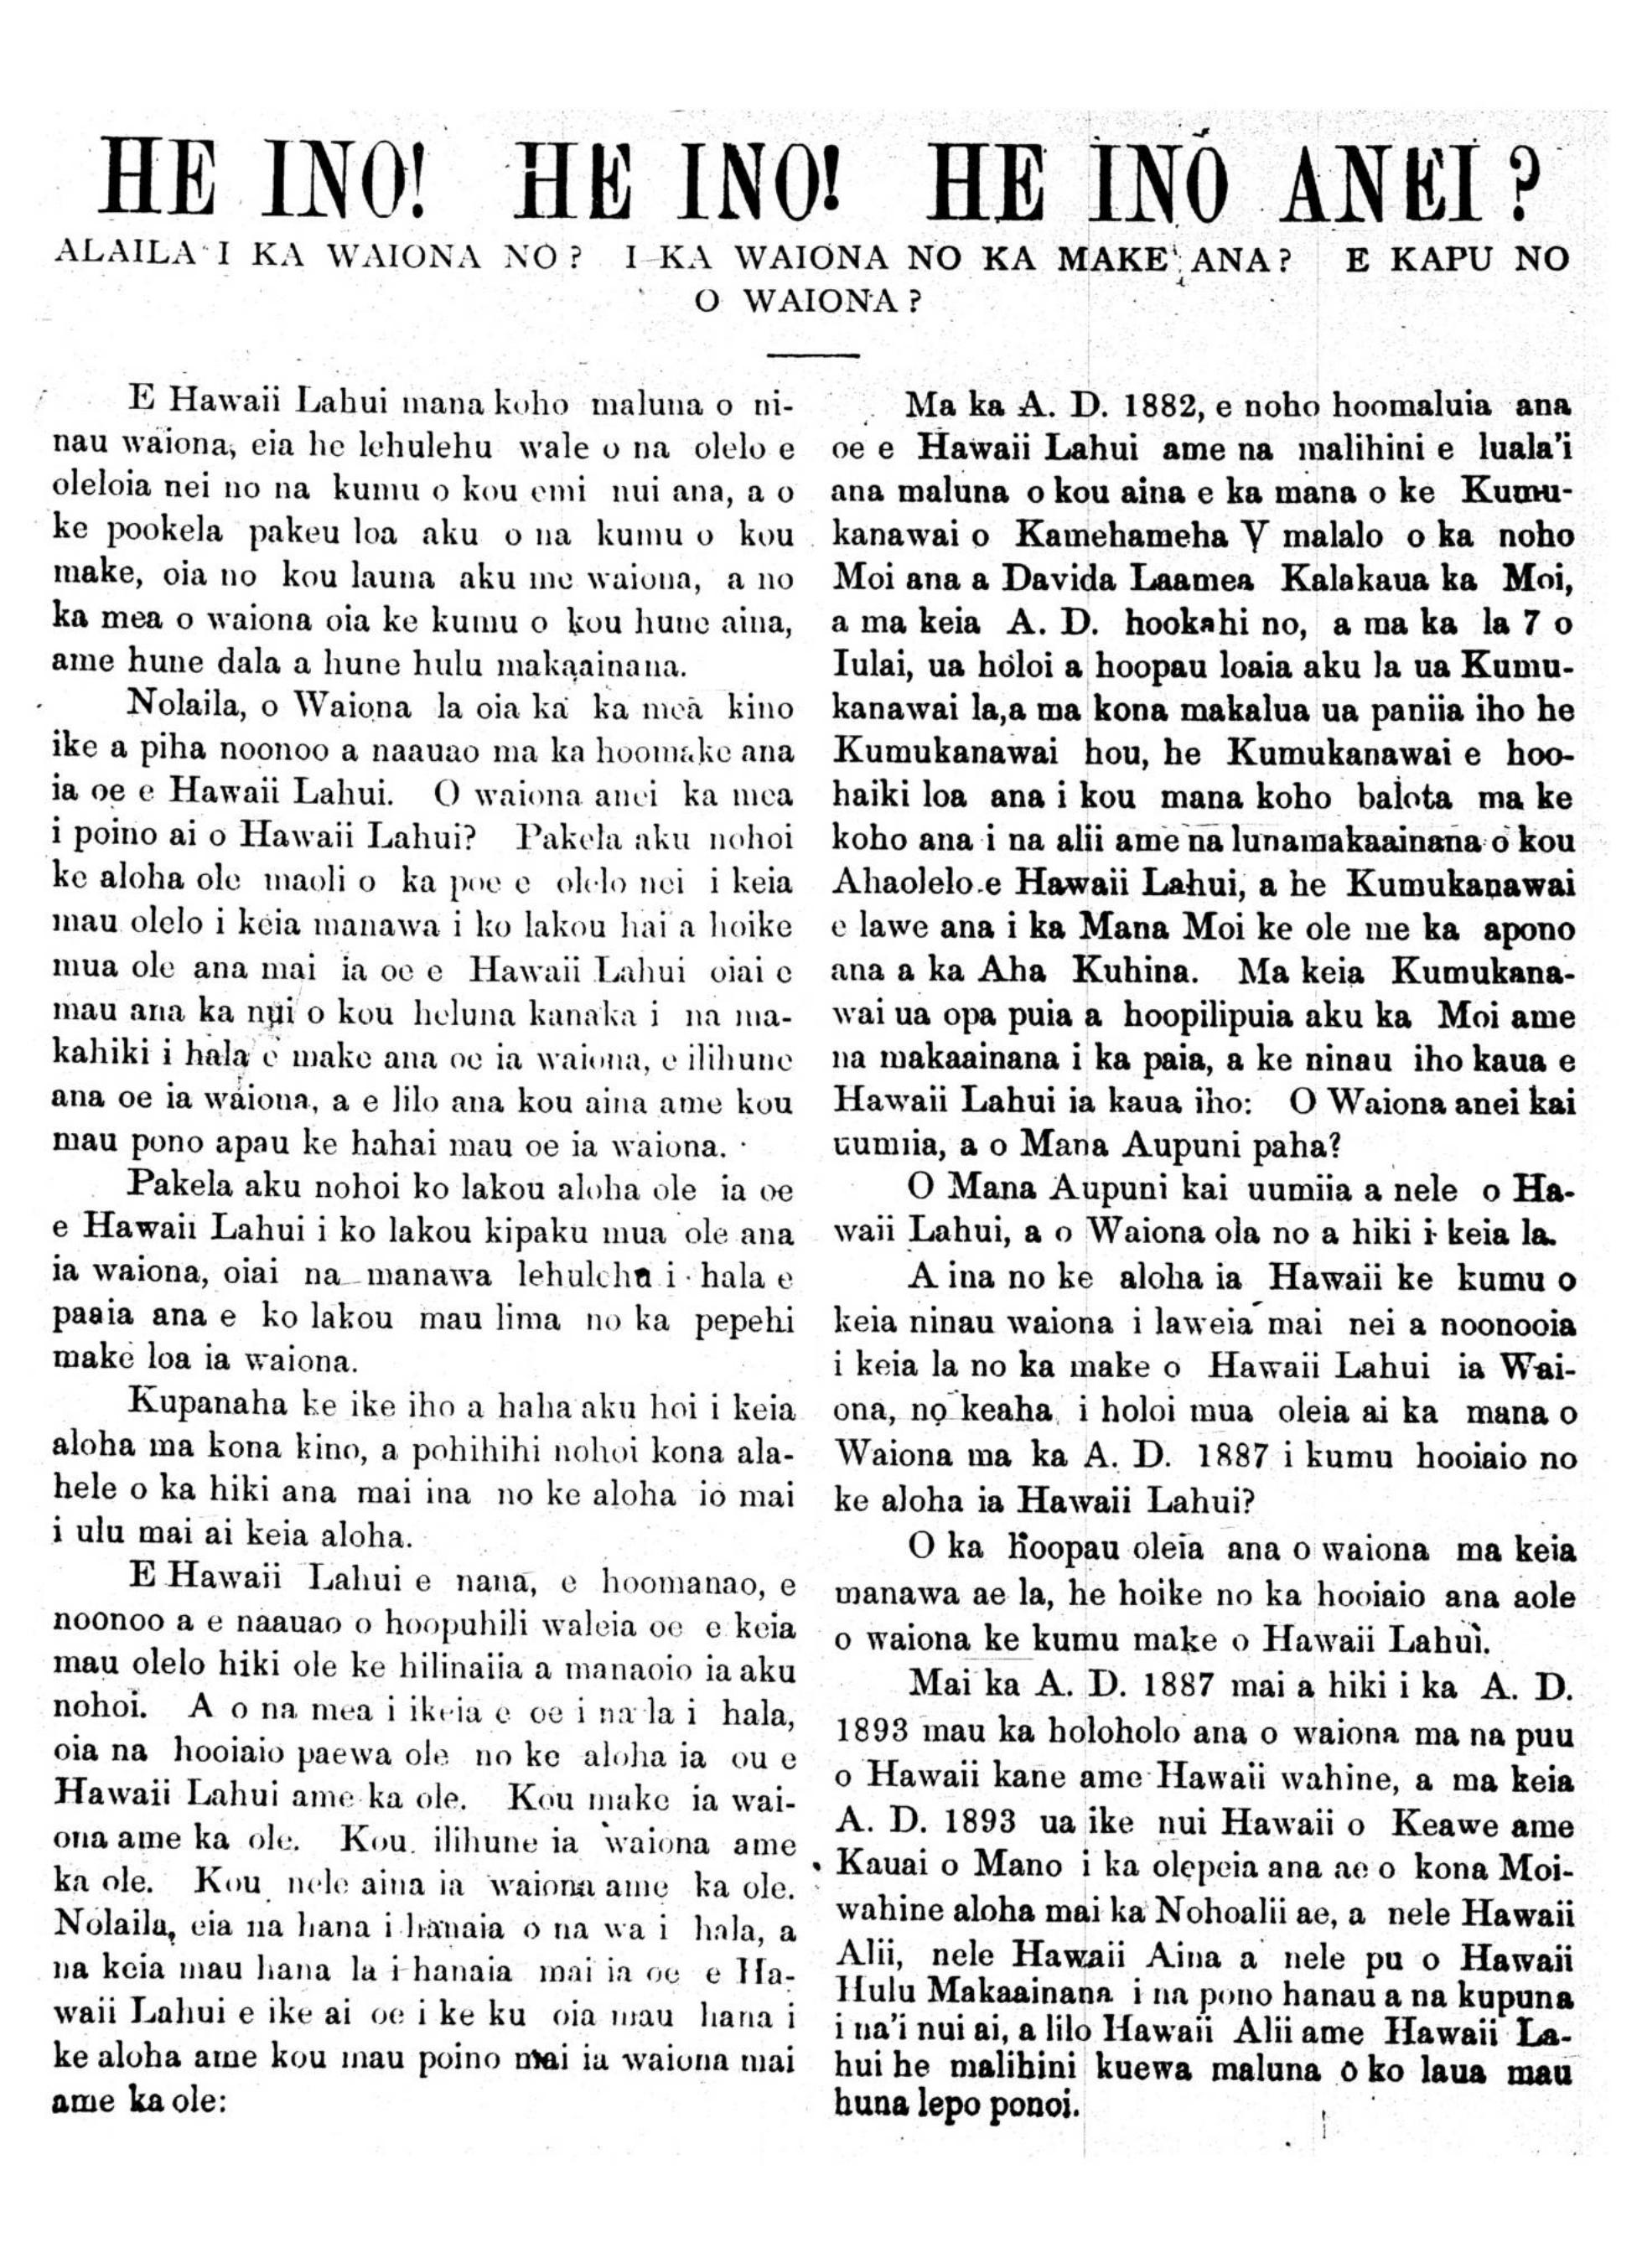 HE INO! HE INO! HE INO ANEI?
ALAILA I KA WAIONA NO? I KA WAIONA NO KA MAKE ANA? E KAPU NO
O WAIONA?
E Hawaii Lahui mana koho maluna o ni-
nau waiona, eia he lehulehu wale o na olelo e
oleloia nei no na kumu o kou emi nui ana, a o
ke pookela pakeu loa aku o na kumu o kou
make, oia no kou launa aku me waiona, a no
ka mea o waiona oia ke kumu o kou hune aina,
ame hune dala a hune hulu makaainana.
Nolaila, o Waiona la oia ka ka mea kino
ike a piha noonoo a naauao ma ka hoomake ana
ia oe e Hawaii Lahui. O waiona anei ka mea
i poino ai o Hawaii Lahui? Pakela aku nohoi
ke aloha ole maoli o ka poe e olelo nei i keia
mau olelo i keia manawa i ko lakou hai a hoike
mua ole ana mai ia oe e Hawaii Lahui oiai e
mau ana ka nui o kou heluna kanaka i na ma-
kahiki i hala e make ana oe ia waiona, e ilihune
ana oe ia waiona, a e lilo ana kou aina ame kou
mau pono apau ke hahai mau oe ia waiona.
Pakela aku nohoi ko lakou aloha ole ia oe
e Hawaii Lahui i ko lakou kipaku mua ole ana
ia waiona, oiai na manawa lehulehu i hala e
paaia ana e ko lakou mau lima no ka pepehi
make loa ia waiona.
Kupanaha ke ike iho a haha aku hoi i keia
aloha ma kona kino, a pohihihi nohoi kona ala-
hele o ka hiki ana mai ina no ke aloha io mai
i ulu mai ai keia aloha.
E Hawaii Lahui e nana, e hoomanao, e
noonoo a e naauao o hoopuhili waleia oe e keia
mau olelo hiki ole ke hilinaiia a manaoio ia aku
nohoi. A o na mea i ikeia e oe i na la i hala,
oia na hooiaio paewa ole no ke aloha ia ou e
Hawaii Lahui ame ka ole. Kou make ia wai-
ona ame ka ole. Kou ilihune ia waiona ame
ka ole. Kou nele aina ia waiona ame ka ole.
Nolaila, eia na hana i hanaia o na wa i hala, a
na keia mau hana la i hanaia mai ia oe e Ha-
waii Lahui e ike ai oe i ke ku oia mau hana i
ke aloha ame kou mau poino mai ia waiona mai
ame ka ole:
Ma ka A. D. 1882, e noho hoomaluia ana
oe e Hawaii Lahui ame na malihini e luala'i
ana maluna o kou aina e ka mana o ke Kumu-
kanawai o Kamehameha V malalo o ka noho
Moi ana a Davida Laamea Kalakaua ka Moi,
a ma keia A. D. hookahi no, a ma ka la 7 o
Iulai, ua holoi a hoopau loaia aku la ua Kumu-
kanawai la,a ma kona makalua ua paniia iho he
Kumukanawai hou, he Kumukanawai e hoo-
haiki loa ana i kou mana koho balota ma ke
koho ana i na alii ame na lunamakaainana o kou
Ahaolelo e Hawaii Lahui, a he Kumukanawai
e lawe ana i ka Mana Moi ke ole me ka apono
ana a ka Aha Kuhina. Ma keia Kumukana-
wai ua opa puia a hoopilipuia aku ka Moi ame
na makaainana i ka paia, a ke ninau iho kaua e
Hawaii Lahui ia kaua iho: O Waiona anei kai
uumiia, a o Mana Aupuni paha?
O Mana Aupuni kai uumiia a nele o Ha-
waii Lahui, a o Waiona ola no a hiki i keia la.
A ina no ke aloha ia Hawaii ke kumu o
keia ninau waiona i laweia mai nei a noonooia
i keia la no ka make o Hawaii Lahui ia Wai-
ona, no keaha i holoi mua oleia ai ka mana o
Waiona ma ka A. D. 1887 i kumu hooiaio no
ke aloha ia Hawaii Lahui?
O ka hoopau oleia ana o waiona ma keia
manawa ae la, he hoike no ka hooiaio ana aole
o waiona ke kumu make o Hawaii Lahui.
Mai ka A. D. 1887 mai a hiki i ka A. D.
1893 mau ka holoholo ana o waiona ma na puu
o Hawaii kane ame Hawaii wahine, a ma keia
A. D. 1893 ua ike nui Hawaii o Keawe ame
Kauai o Mano i ka olepeia ana ae o kona Moi-
wahine aloha mai ka Nohoalii ae, a nele Hawaii
Alii, nele Hawaii Aina a nele pu o Hawaii
Hulu Makaainana i na pono hanau a na kupuna
i na'i nui ai, a lilo Hawaii Alii ame Hawaii La-
hui he malihini kuewa maluna o ko laua mau
huna lepo ponoi.